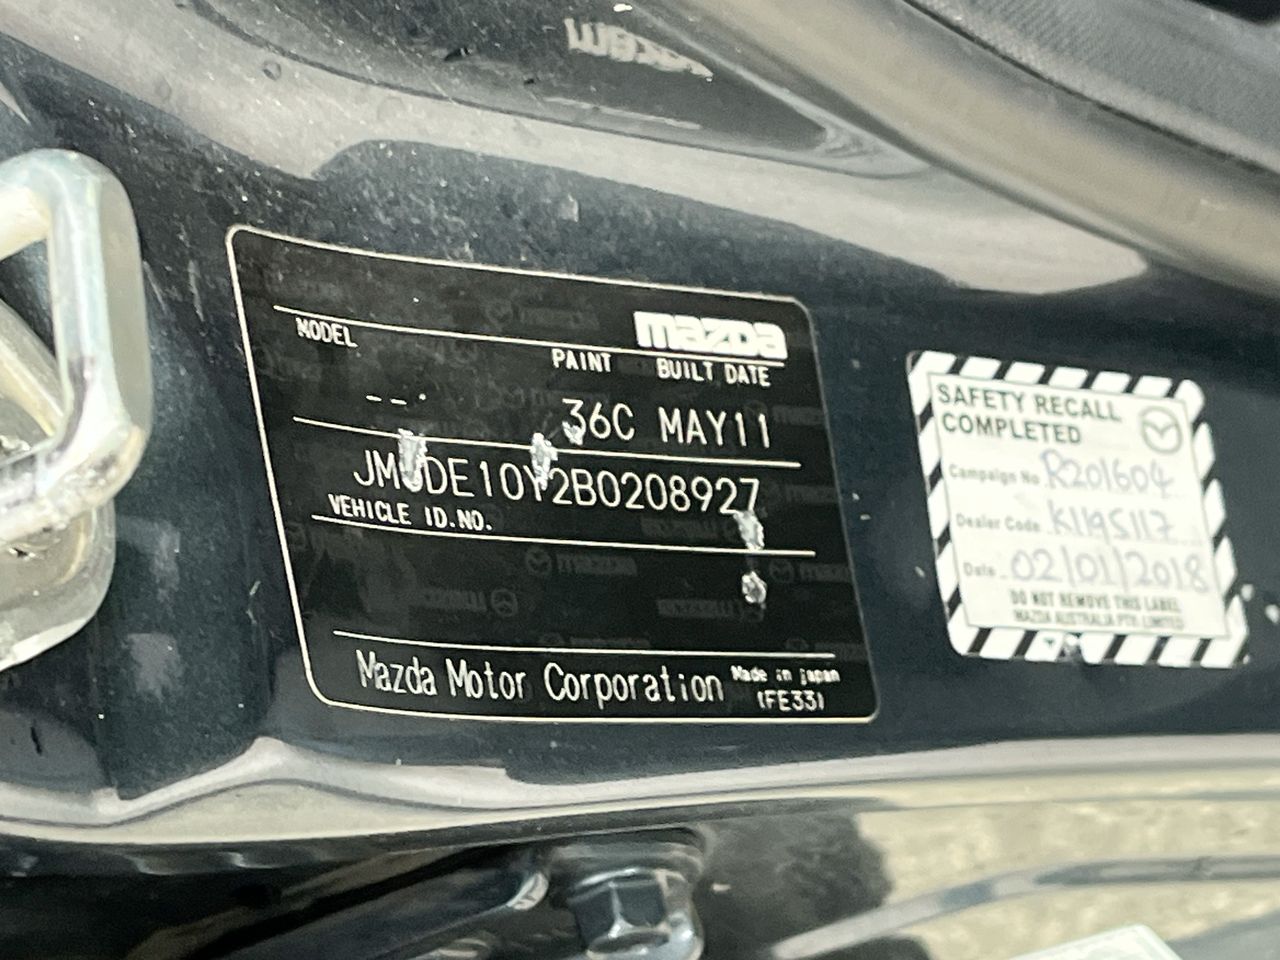 mazda
MODEL
PAINT BUILT DATE
36C MAY11
JM0DE10Y2B0208927
VEHICLE ID.NO.
Mazda Motor Corporation
Made in japan
(FE33)
SAFETY RECALL
COMPLETED
Campaign No. R201604
Dealer Code K119S117
Date 02/01/2018
DO NOT REMOVE THIS LABEL
MAZDA AUSTRALIA PTY. LIMITED